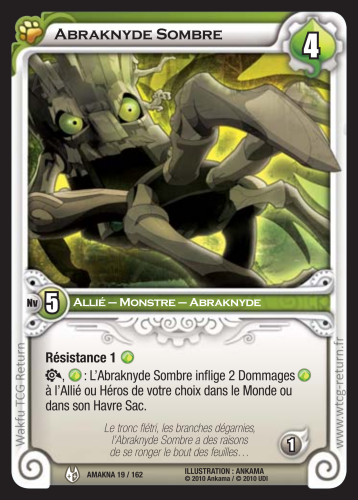 ABRAKNYDE SOMBRE
4
Nv 5
ALLIÉ – MONSTRE – ABRAKNYDE
Résistance 1
, : L'Abraknyde Sombre inflige 2 Dommages
à l'Allié ou Héros de votre choix dans le Monde ou
dans son Havre Sac.
Le tronc flétri, les branches dégarnies,
l'Abraknyde Sombre a des raisons
de se ronger le bout des feuilles…
1
AMAKNA 19 / 162
ILLUSTRATION : ANKAMA
© 2010 Ankama / © 2010 UDI
Wakfu TCG Return
www.wtcg-return.fr